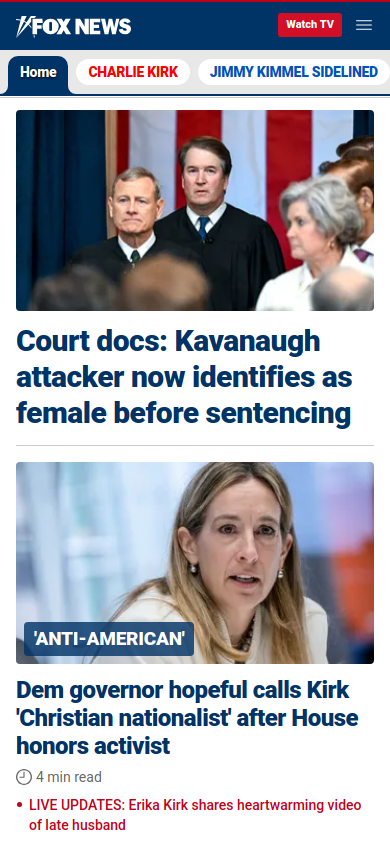 FOX NEWS
Watch TV
Home
CHARLIE KIRK
JIMMY KIMMEL SIDELINED
Court docs: Kavanaugh
attacker now identifies as
female before sentencing
'ANTI-AMERICAN'
Dem governor hopeful calls Kirk
'Christian nationalist' after House
honors activist
4 min read
LIVE UPDATES: Erika Kirk shares heartwarming video
of late husband